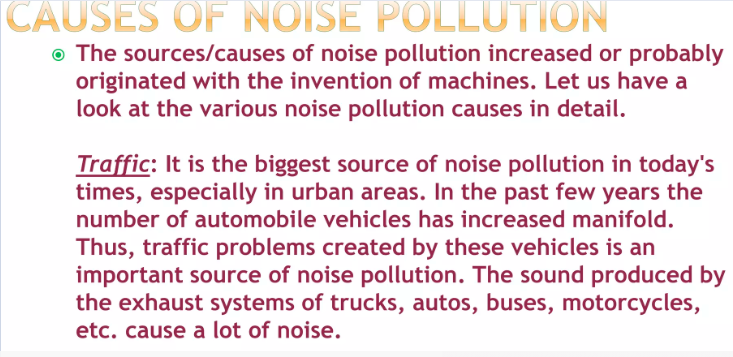 CAUSES OF NOISE POLLUTION
The sources/causes of noise pollution increased or probably
originated with the invention of machines. Let us have a
look at the various noise pollution causes in detail.
Traffic: It is the biggest source of noise pollution in today's
times, especially in urban areas. In the past few years the
number of automobile vehicles has increased manifold.
Thus, traffic problems created by these vehicles is an
important source of noise pollution. The sound produced by
the exhaust systems of trucks, autos, buses, motorcycles,
etc. cause a lot of noise.